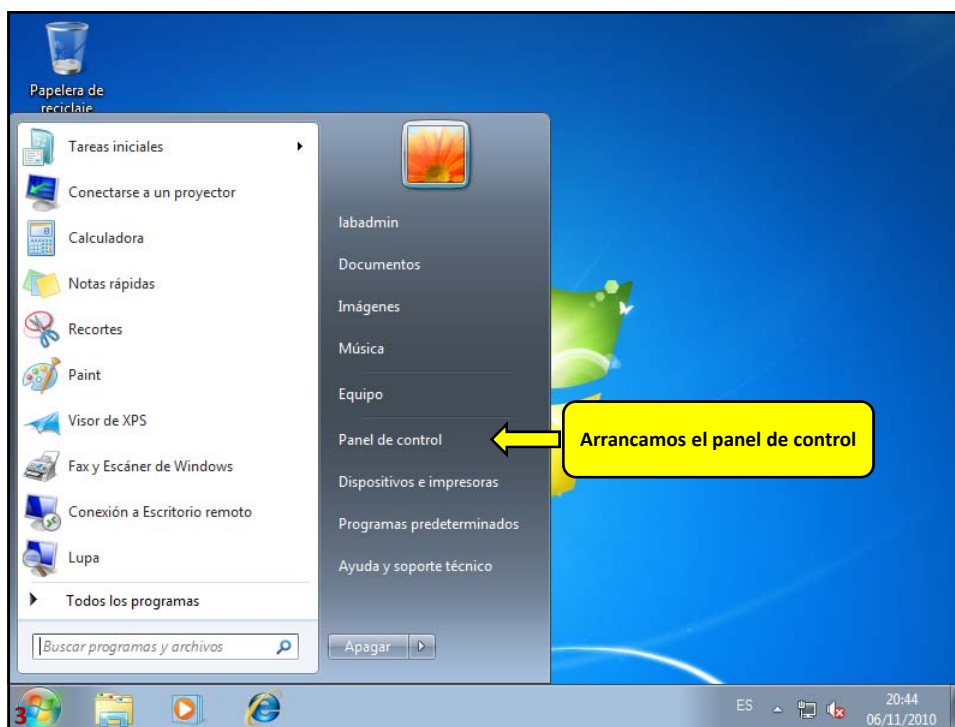 Papelera de
reciclaje
Tareas iniciales
Conectarse a un proyector
Calculadora
Notas rápidas
Recortes
Paint
Visor de XPS
Fax y Escáner de Windows
Conexión a Escritorio remoto
Lupa
Todos los programas
Buscar programas y archivos
labadmin
Documentos
Imágenes
Música
Equipo
Panel de control
Dispositivos e impresoras
Programas predeterminados
Ayuda y soporte técnico
Apagar
Arrancamos el panel de control
3
ES
20:44
06/11/2010